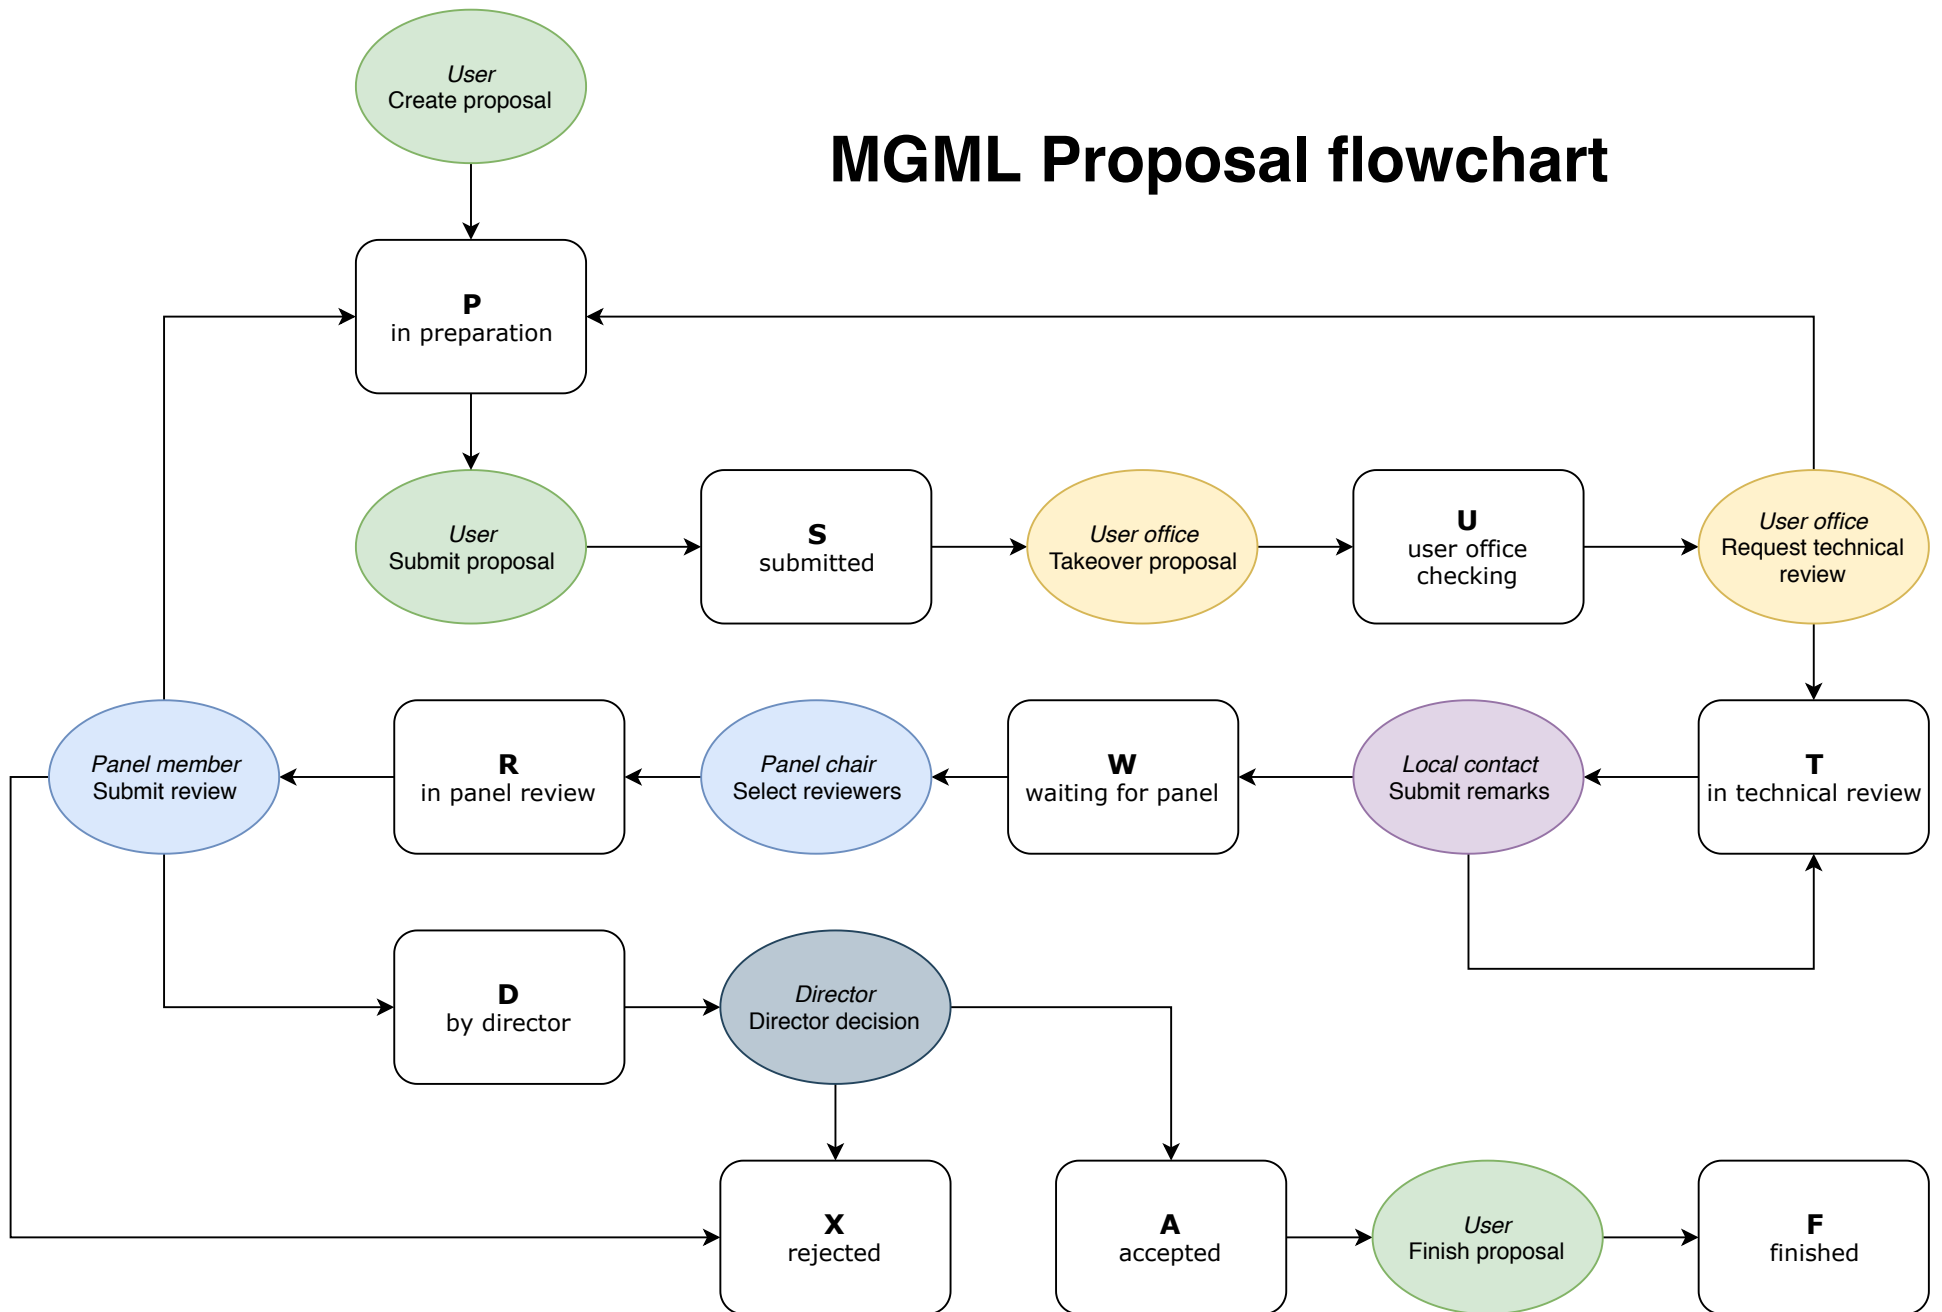 User
Create proposal
MGML Proposal flowchart
P
in preparation
User
Submit proposal
S
submitted
User office
Takeover proposal
U
user office
checking
User office
Request technical
review
Panel member
Submit review
R
in panel review
Panel chair
Select reviewers
W
waiting for panel
Local contact
Submit remarks
T
in technical review
D
by director
Director
Director decision
X
rejected
A
accepted
User
Finish proposal
F
finished